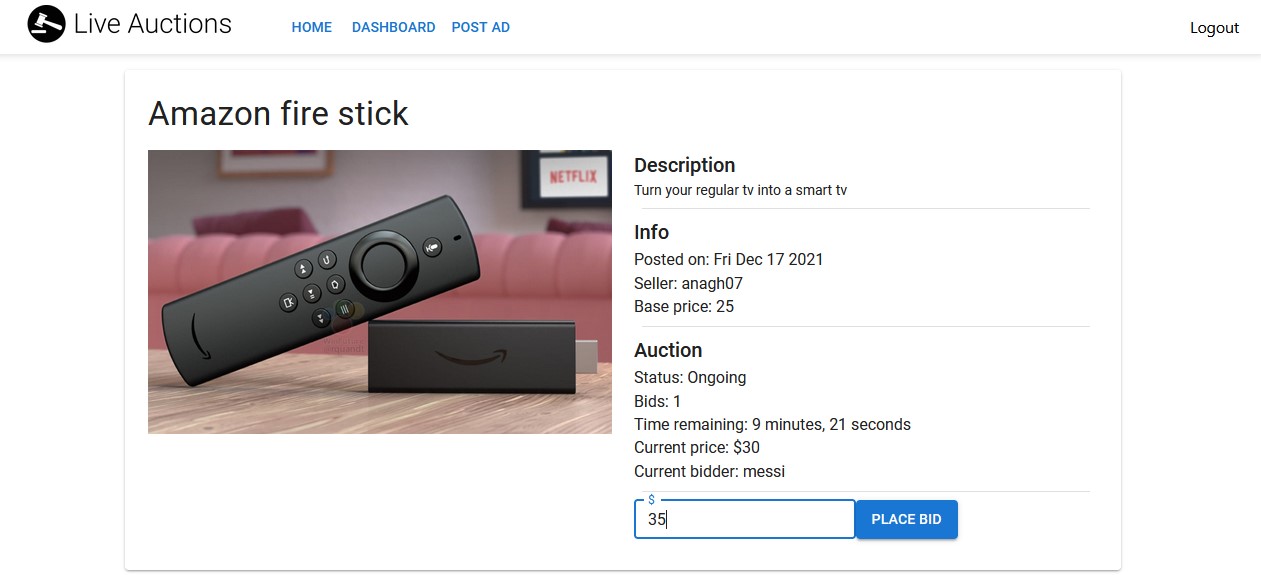 Live Auctions
HOME
DASHBOARD
POST AD
Logout
Amazon fire stick
NETFLIX
Description
Turn your regular tv into a smart tv
Info
Posted on: Fri Dec 17 2021
Seller: anagh07
Base price: 25
Auction
Status: Ongoing
Bids: 1
Time remaining: 9 minutes, 21 seconds
Current price: $30
Current bidder: messi
$
35
PLACE BID